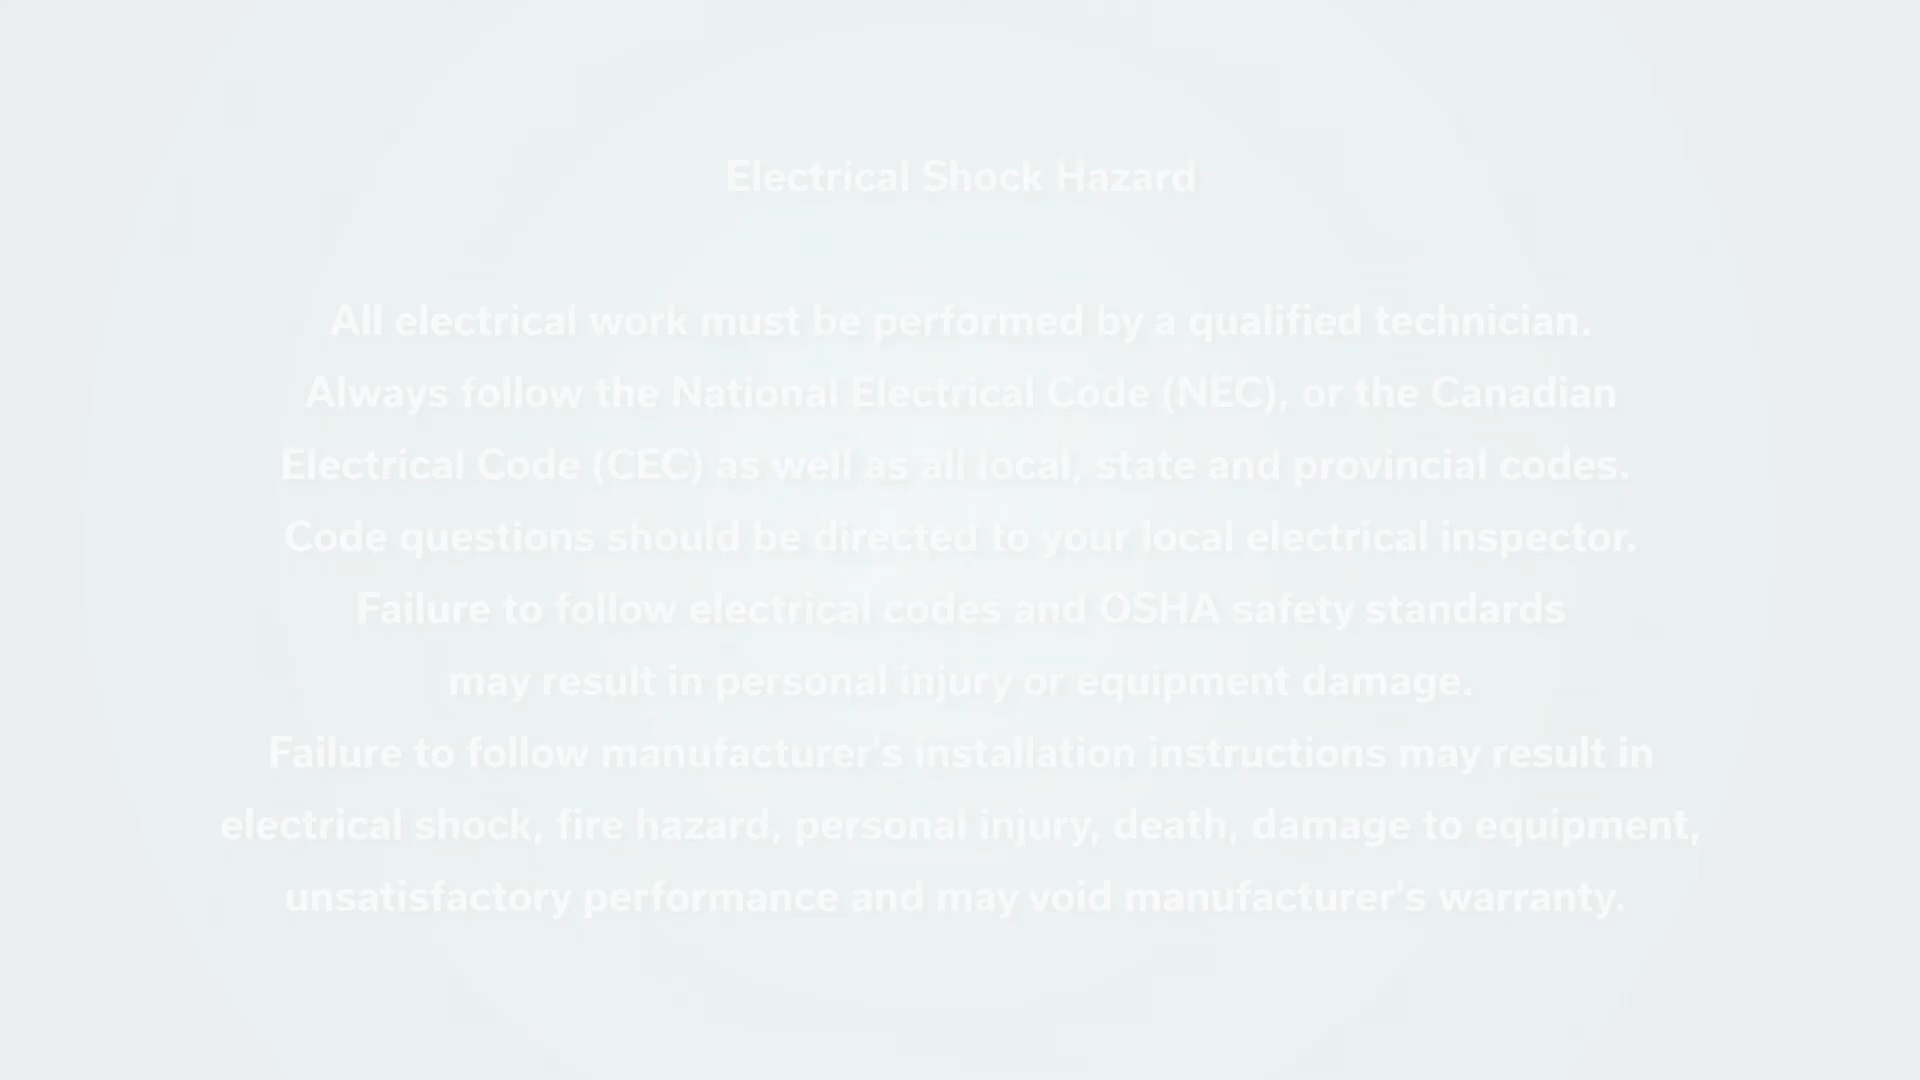 Electrical Shock Hazard
All electrical work must be performed by a qualified technician.
Always follow the National Electrical Code (NEC), or the Canadian
Electrical Code (CEC) as well as all local, state and provincial codes.
Code questions should be directed to your local electrical inspector.
Failure to follow electrical codes and OSHA safety standards
may result in personal injury or equipment damage.
Failure to follow manufacturer's installation instructions may result in
electrical shock, fire hazard, personal injury, death, damage to equipment,
unsatisfactory performance and may void manufacturer's warranty.